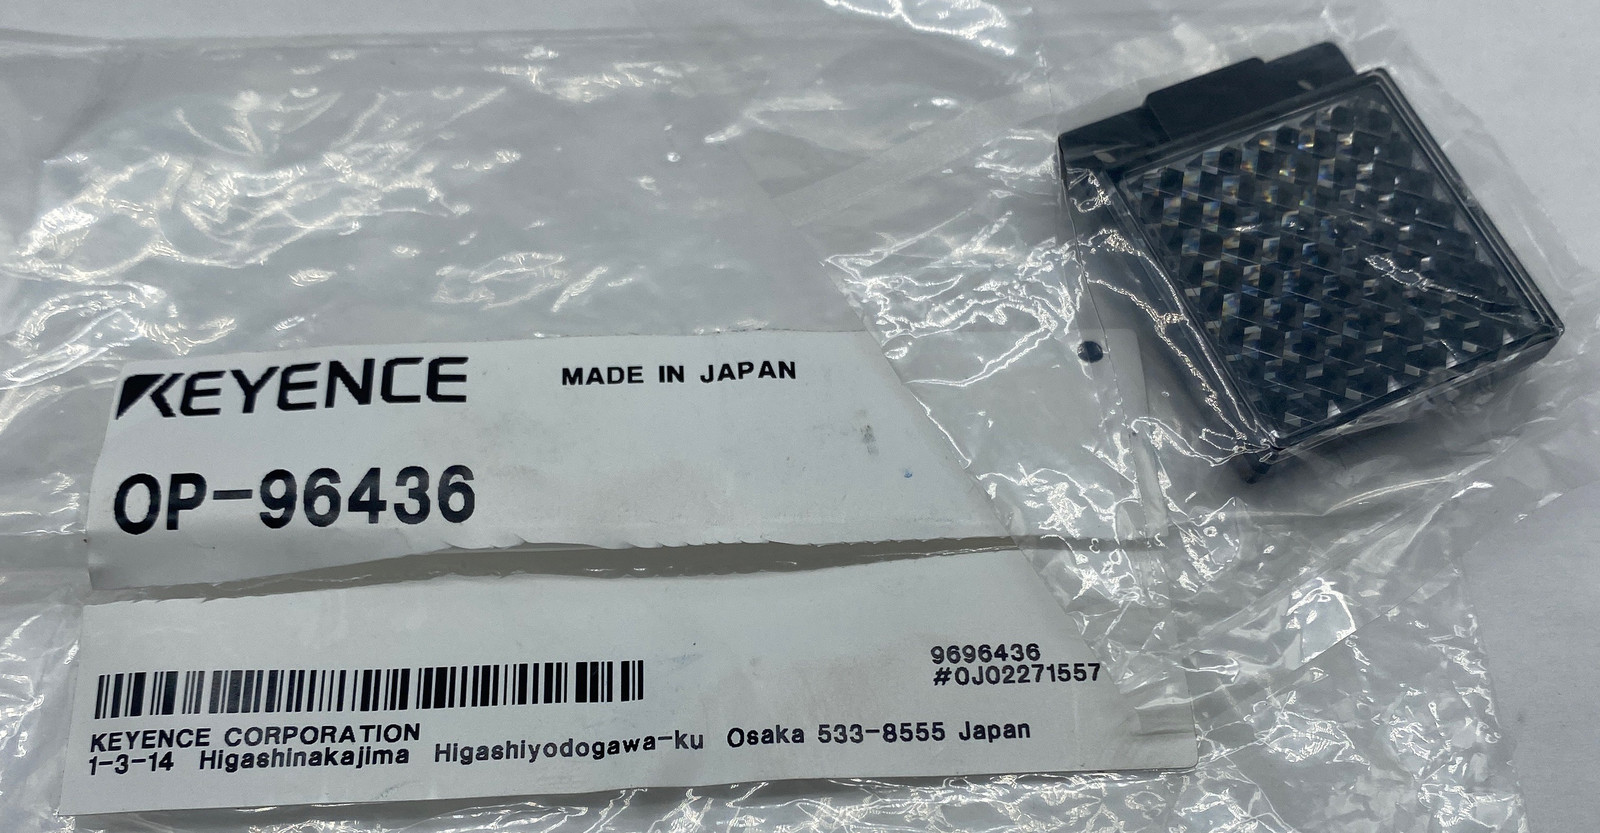 KEYENCE MADE IN JAPAN
OP-96436
9696436
#0J02271557
KEYENCE CORPORATION
1-3-14 Higashinakajima Higashiyodogawa-ku Osaka 533-8555 Japan